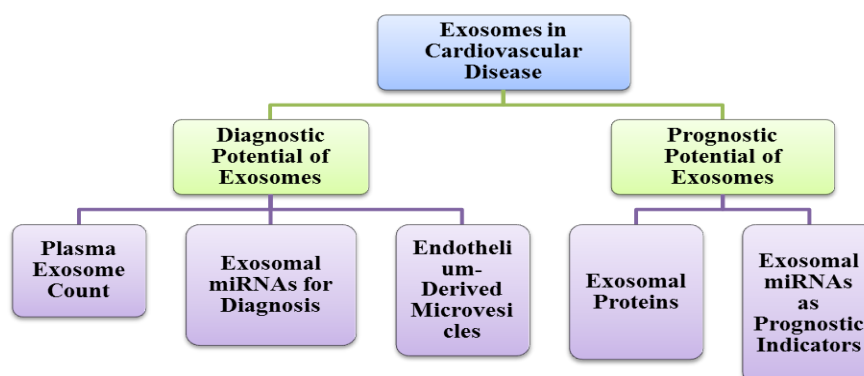 Exosomes in
Cardiovascular
Disease
Diagnostic
Potential of
Exosomes
Prognostic
Potential of
Exosomes
Plasma
Exosome
Count
Exosomal
miRNAs for
Diagnosis
Endotheli
um-
Derived
Microvesi
cles
Exosomal
Proteins
Exosomal
miRNAs
as
Prognostic
Indicators